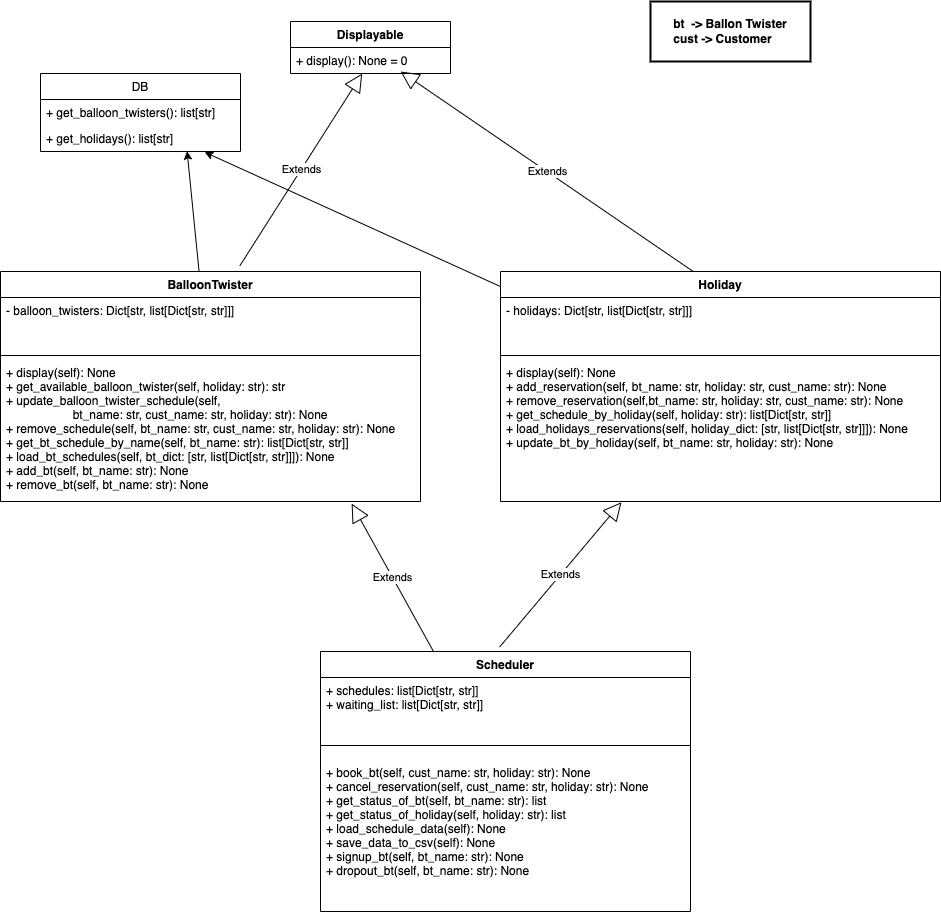 bt -> Ballon Twister
cust -> Customer
Displayable
+ display(): None = 0
DB
+ get_balloon_twisters(): list[str]
+ get_holidays(): list[str]
Extends
Extends
BalloonTwister
- balloon_twisters: Dict[str, list[Dict[str, str]]]
+ display(self): None
+ get_available_balloon_twister(self, holiday: str): str
+ update_balloon_twister_schedule(self,
bt_name: str, cust_name: str, holiday: str): None
+ remove_schedule(self, bt_name: str, cust_name: str, holiday: str): None
+ get_bt_schedule_by_name(self, bt_name: str): list[Dict[str, str]]
+ load_bt_schedules(self, bt_dict: [str, list[Dict[str, str]]]): None
+ add_bt(self, bt_name: str): None
+ remove_bt(self, bt_name: str): None
Holiday
- holidays: Dict[str, list[Dict[str, str]]]
+ display(self): None
+ add_reservation(self, bt_name: str, holiday: str, cust_name: str): None
+ remove_reservation(self,bt_name: str, holiday: str, cust_name: str): None
+ get_schedule_by_holiday(self, holiday: str): list[Dict[str, str]]
+ load_holidays_reservations(self, holiday_dict: [str, list[Dict[str, str]]]): None
+ update_bt_by_holiday(self, bt_name: str, holiday: str): None
Extends
Extends
Scheduler
+ schedules: list[Dict[str, str]]
+ waiting_list: list[Dict[str, str]]
+ book_bt(self, cust_name: str, holiday: str): None
+ cancel_reservation(self, cust_name: str, holiday: str): None
+ get_status_of_bt(self, bt_name: str): list
+ get_status_of_holiday(self, holiday: str): list
+ load_schedule_data(self): None
+ save_data_to_csv(self): None
+ signup_bt(self, bt_name: str): None
+ dropout_bt(self, bt_name: str): None